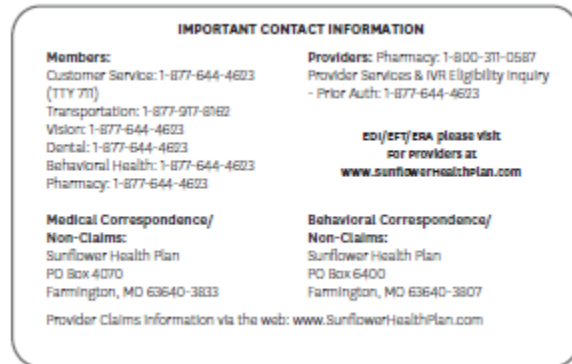 IMPORTANT CONTACT INFORMATION
Members:
Customer Service: 1-877-644-4623
(TTY 711)
Transportation: 1-877-917-8162
Vision: 1-877-644-4623
Dental: 1-877-644-4623
Behavioral Health: 1-877-644-4623
Pharmacy: 1-877-644-4623
Providers: Pharmacy: 1-800-311-0587
Provider Services & IVR Eligibility Inquiry
- Prior Auth: 1-877-644-4623
EDI/EFT/ERA please visit
For Providers at
www.sunflowerhealthplan.com
Medical Correspondence/
Non-Claims:
Sunflower Health Plan
PO Box 4070
Farmington, MO 63640-3833
Behavioral Correspondence/
Non-Claims:
Sunflower Health Plan
PO Box 6400
Farmington, MO 63640-3807
Provider Claims Information via the web: www.SunflowerHealthPlan.com